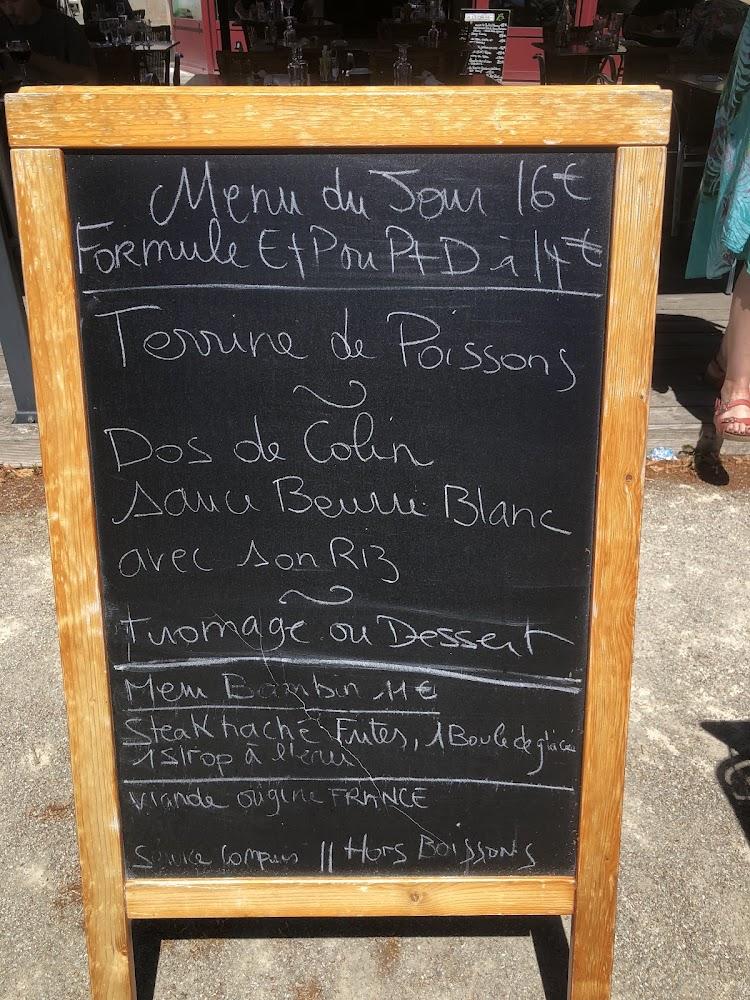 Menu du Jour 16€
Formule E+P ou P+D à 14€
Terrine de Poissons
Dos de Colin
sauce Beurre Blanc
avec son Riz
Fromage ou Dessert
Menu Bambin 11€
Steak haché Frites, 1 Boule de glace
1 Sirop à l'eau
Viande origine FRANCE
Service Compris || Hors Boissons